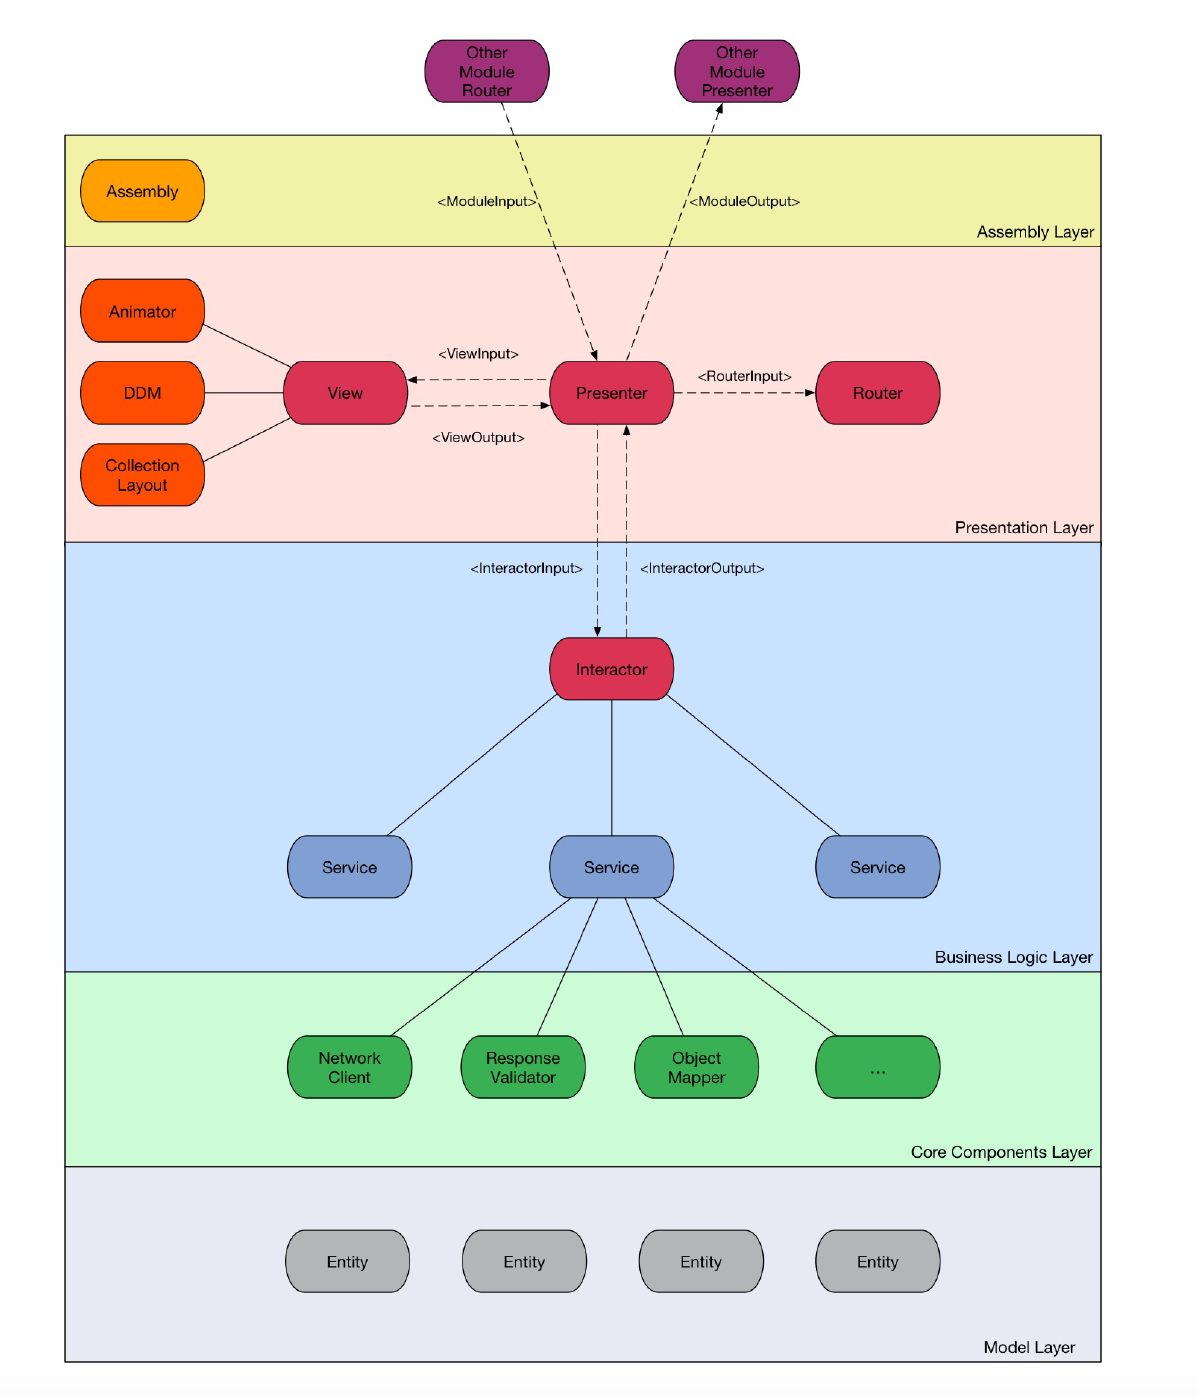 Other
Module
Router
Other
Module
Presenter
Assembly
<ModuleInput>
<ModuleOutput>
Assembly Layer
Animator
<ViewInput>
<RouterInput>
DDM
View
Presenter
Router
<ViewOutput>
Collection
Layout
Presentation Layer
<InteractorInput>
<InteractorOutput>
Interactor
Service
Service
Service
Business Logic Layer
Network
Client
Response
Validator
Object
Mapper
...
Core Components Layer
Entity
Entity
Entity
Entity
Model Layer